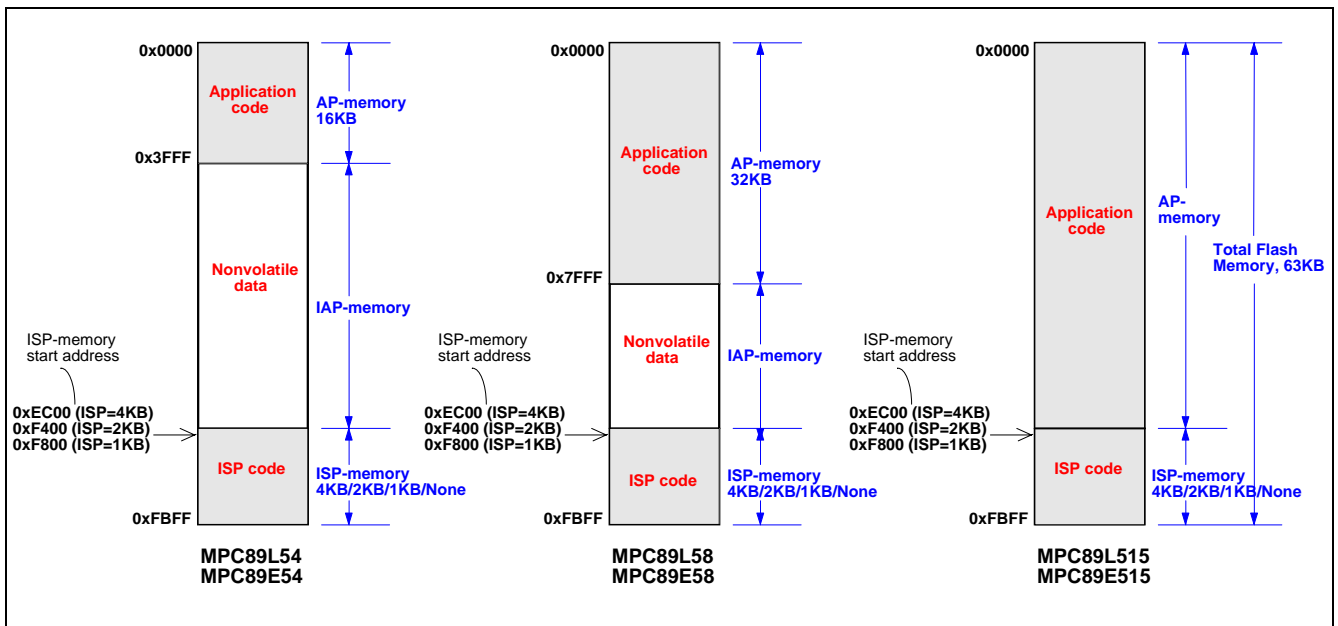 0x0000
Application
code
AP-memory
16KB
0x3FFF
Nonvolatile
data
IAP-memory
ISP-memory
start address
0xEC00 (ISP=4KB)
0xF400 (ISP=2KB)
0xF800 (ISP=1KB)
ISP code
ISP-memory
4KB/2KB/1KB/None
0xFBFF
MPC89L54
MPC89E54
0x0000
Application
code
AP-memory
32KB
0x7FFF
Nonvolatile
data
IAP-memory
ISP-memory
start address
0xEC00 (ISP=4KB)
0xF400 (ISP=2KB)
0xF800 (ISP=1KB)
ISP code
ISP-memory
4KB/2KB/1KB/None
0xFBFF
MPC89L58
MPC89E58
0x0000
Application
code
AP-
memory
Total Flash
Memory, 63KB
ISP-memory
start address
0xEC00 (ISP=4KB)
0xF400 (ISP=2KB)
0xF800 (ISP=1KB)
ISP code
ISP-memory
4KB/2KB/1KB/None
0xFBFF
MPC89L515
MPC89E515